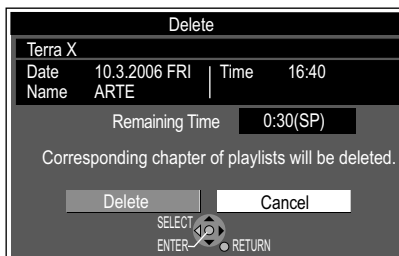 Delete
Terra X
Date 10.3.2006 FRI Time 16:40
Name ARTE
Remaining Time 0:30(SP)
Corresponding chapter of playlists will be deleted.
Delete Cancel
SELECT
ENTER RETURN